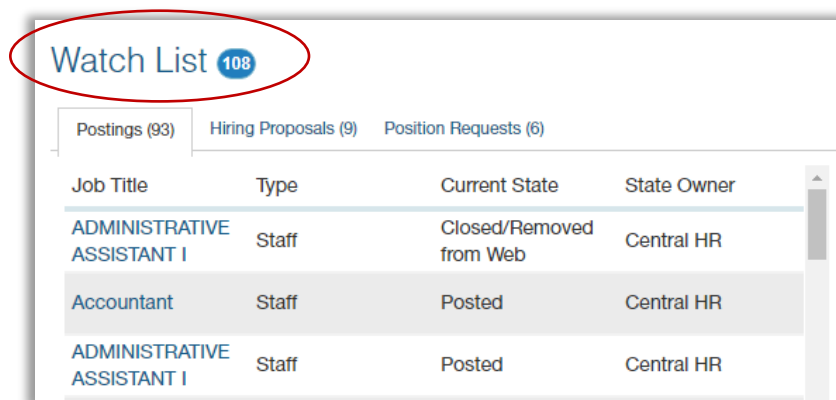 Watch List 108
Postings (93) Hiring Proposals (9) Position Requests (6)
Job Title Type Current State State Owner
ADMINISTRATIVE ASSISTANT I Staff Closed/Removed from Web Central HR
Accountant Staff Posted Central HR
ADMINISTRATIVE ASSISTANT I Staff Posted Central HR